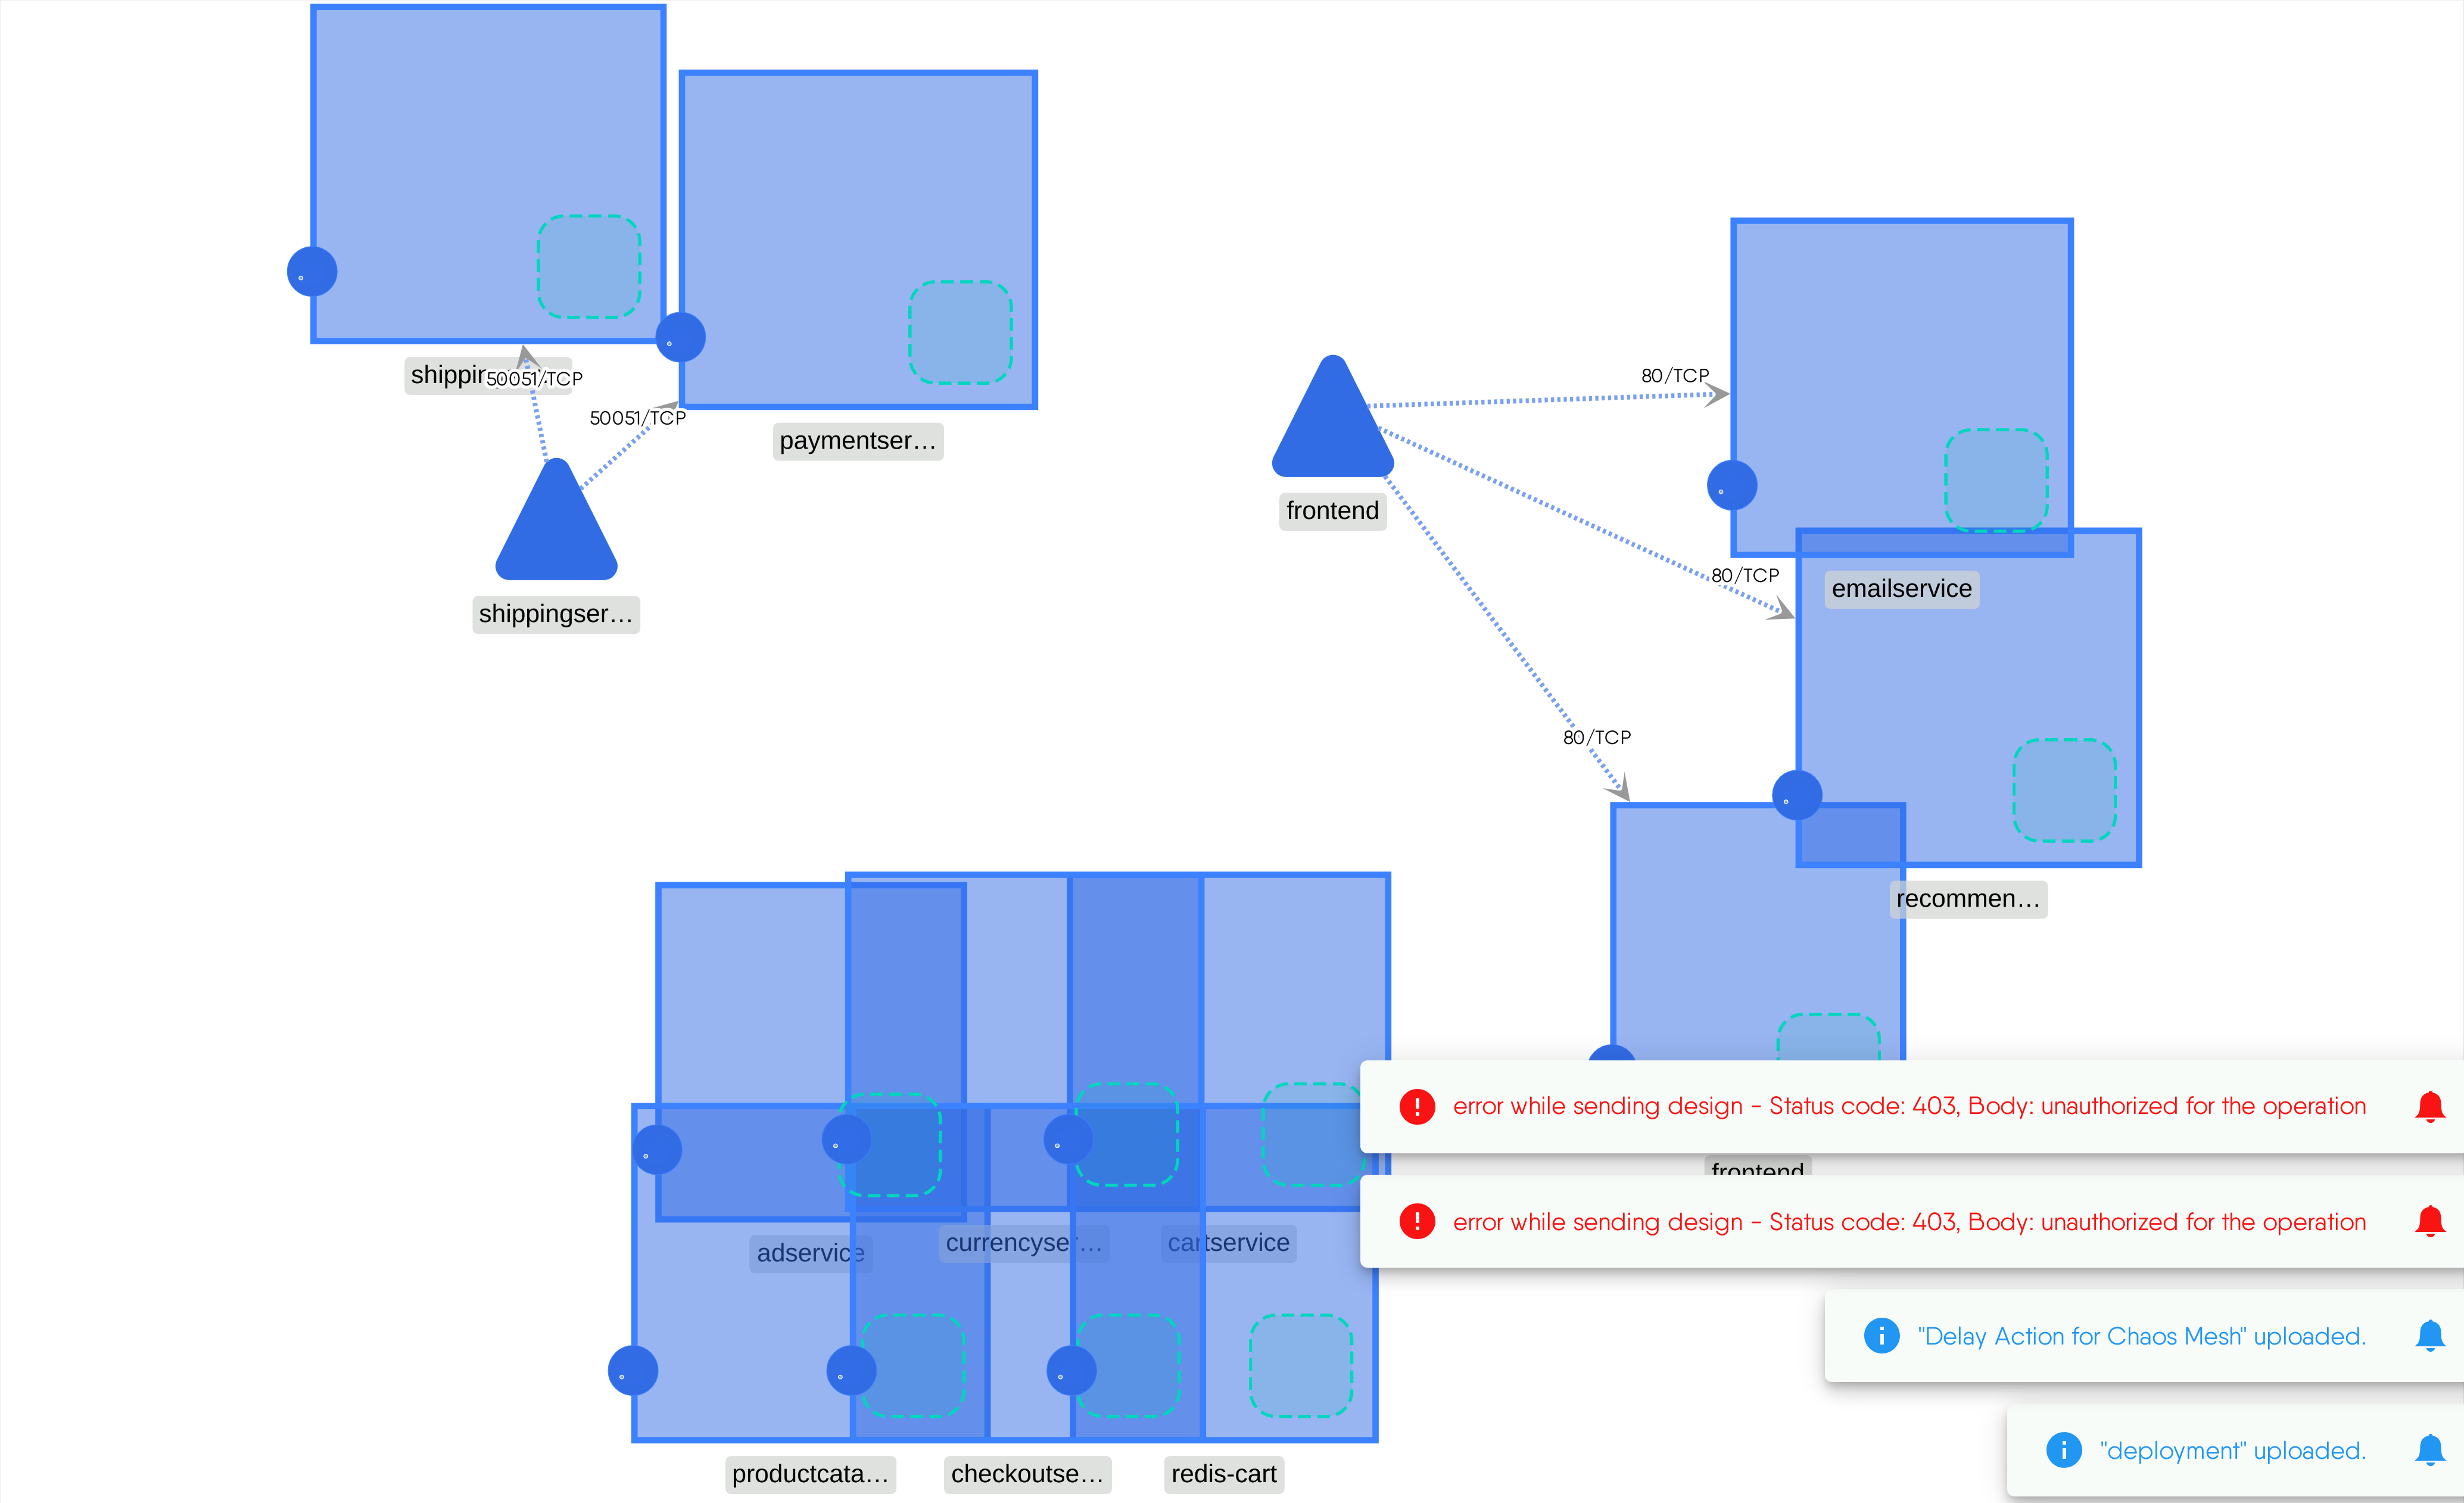 50051/TCP
50051/TCP
paymentser…
shippingser…
80/TCP
frontend
80/TCP
emailservice
80/TCP
recommen…
frontend
adservice
currencyser…
cartservice
productcata…
checkoutse…
redis-cart
error while sending design - Status code: 403, Body: unauthorized for the operation
error while sending design - Status code: 403, Body: unauthorized for the operation
"Delay Action for Chaos Mesh" uploaded.
"deployment" uploaded.